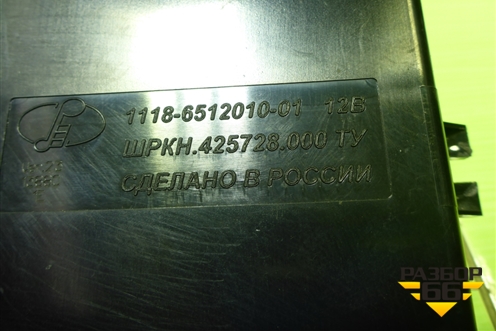 1118-6512010-01 12В
ШРКН.425728.000 ТУ
СДЕЛАНО В РОССИИ
РАЗБОР
66